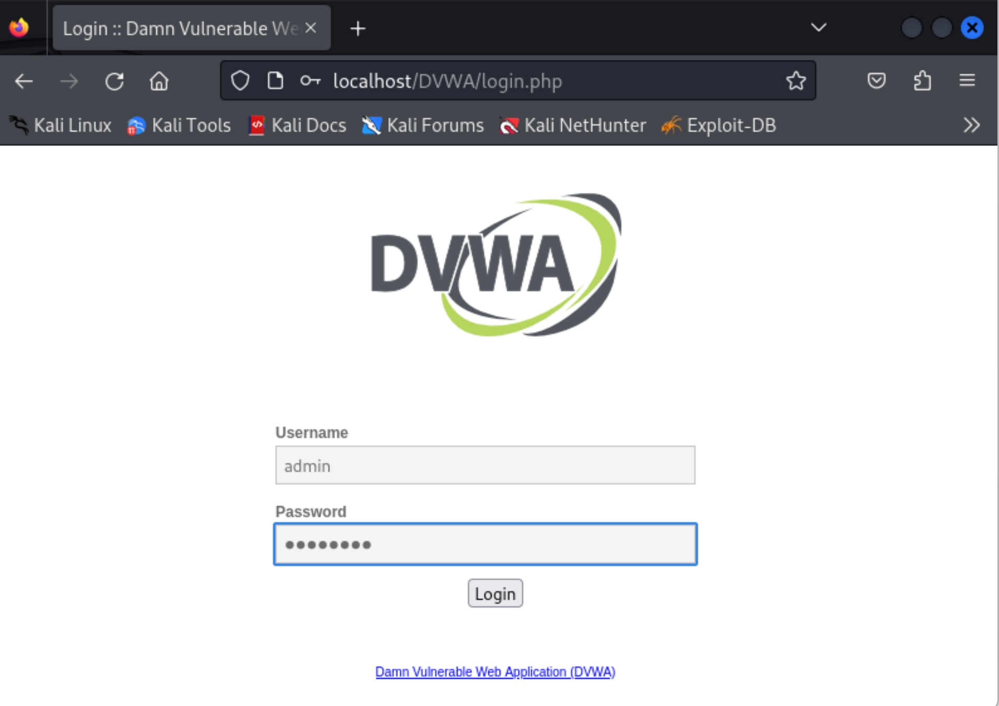 Login :: Damn Vulnerable We
localhost/DVWA/login.php
Kali Linux Kali Tools Kali Docs Kali Forums Kali NetHunter Exploit-DB
DVWA
Username
admin
Password
••••••••
Login
Damn Vulnerable Web Application (DVWA)